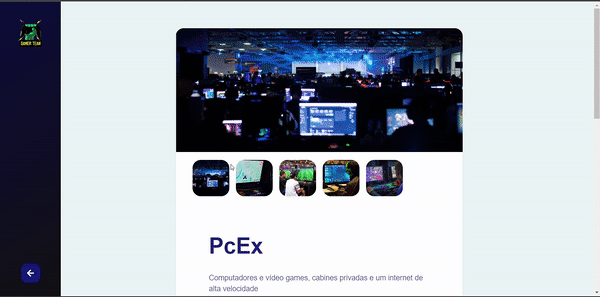 GAMER TEAM
PcEx
Computadores e vídeo games, cabines privadas e um internet de
alta velocidade